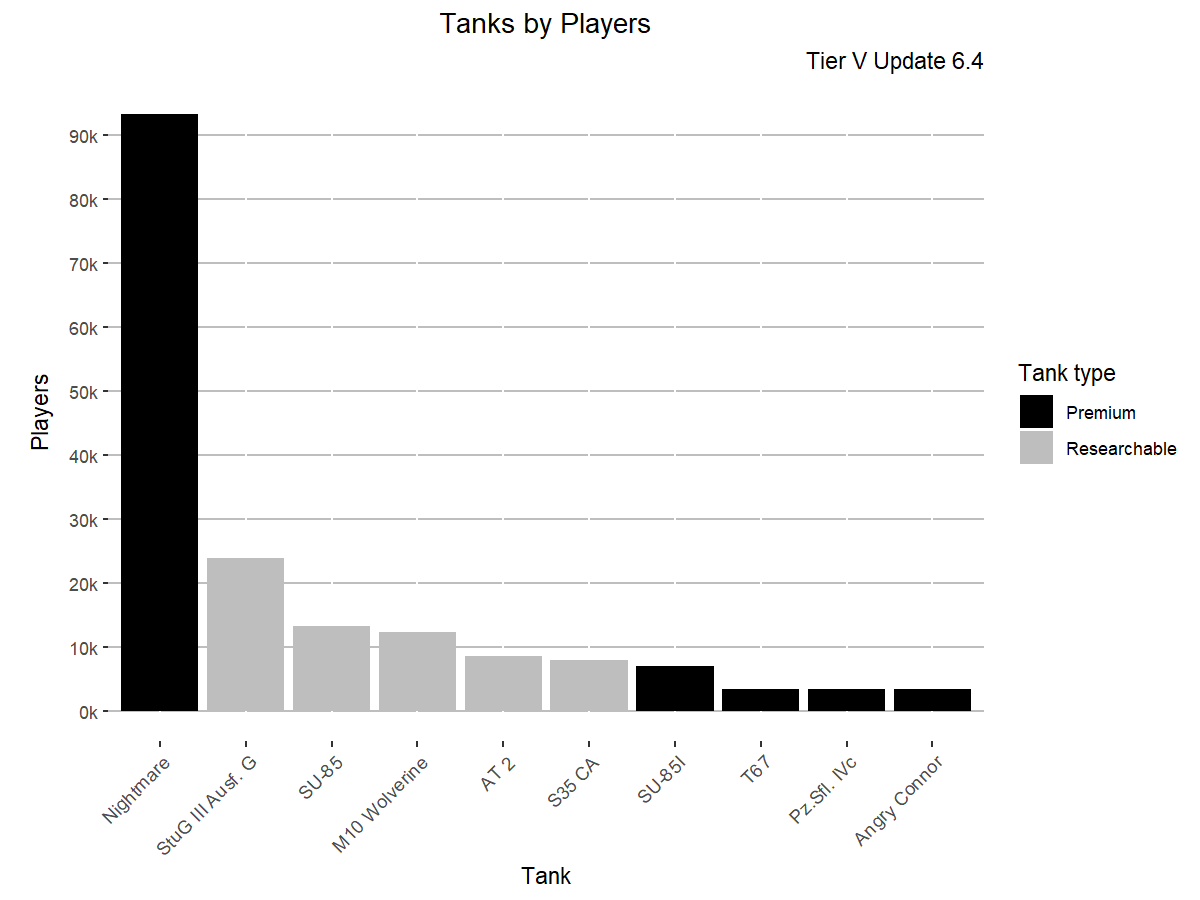 Tanks by Players
Tier V Update 6.4
90k
80k
70k
60k
50k
40k
30k
20k
10k
0k
Players
Nightmare
StuG III Ausf. G
SU-85
M10 Wolverine
AT 2
S35 CA
SU-85I
T67
Pz.Sfl. IVc
Angry Connor
Tank
Tank type
Premium
Researchable